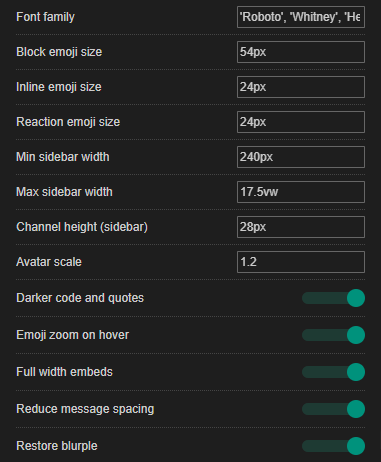 Font family 'Roboto', 'Whitney', 'He
Block emoji size 54px
Inline emoji size 24px
Reaction emoji size 24px
Min sidebar width 240px
Max sidebar width 17.5vw
Channel height (sidebar) 28px
Avatar scale 1.2
Darker code and quotes
Emoji zoom on hover
Full width embeds
Reduce message spacing
Restore blurple